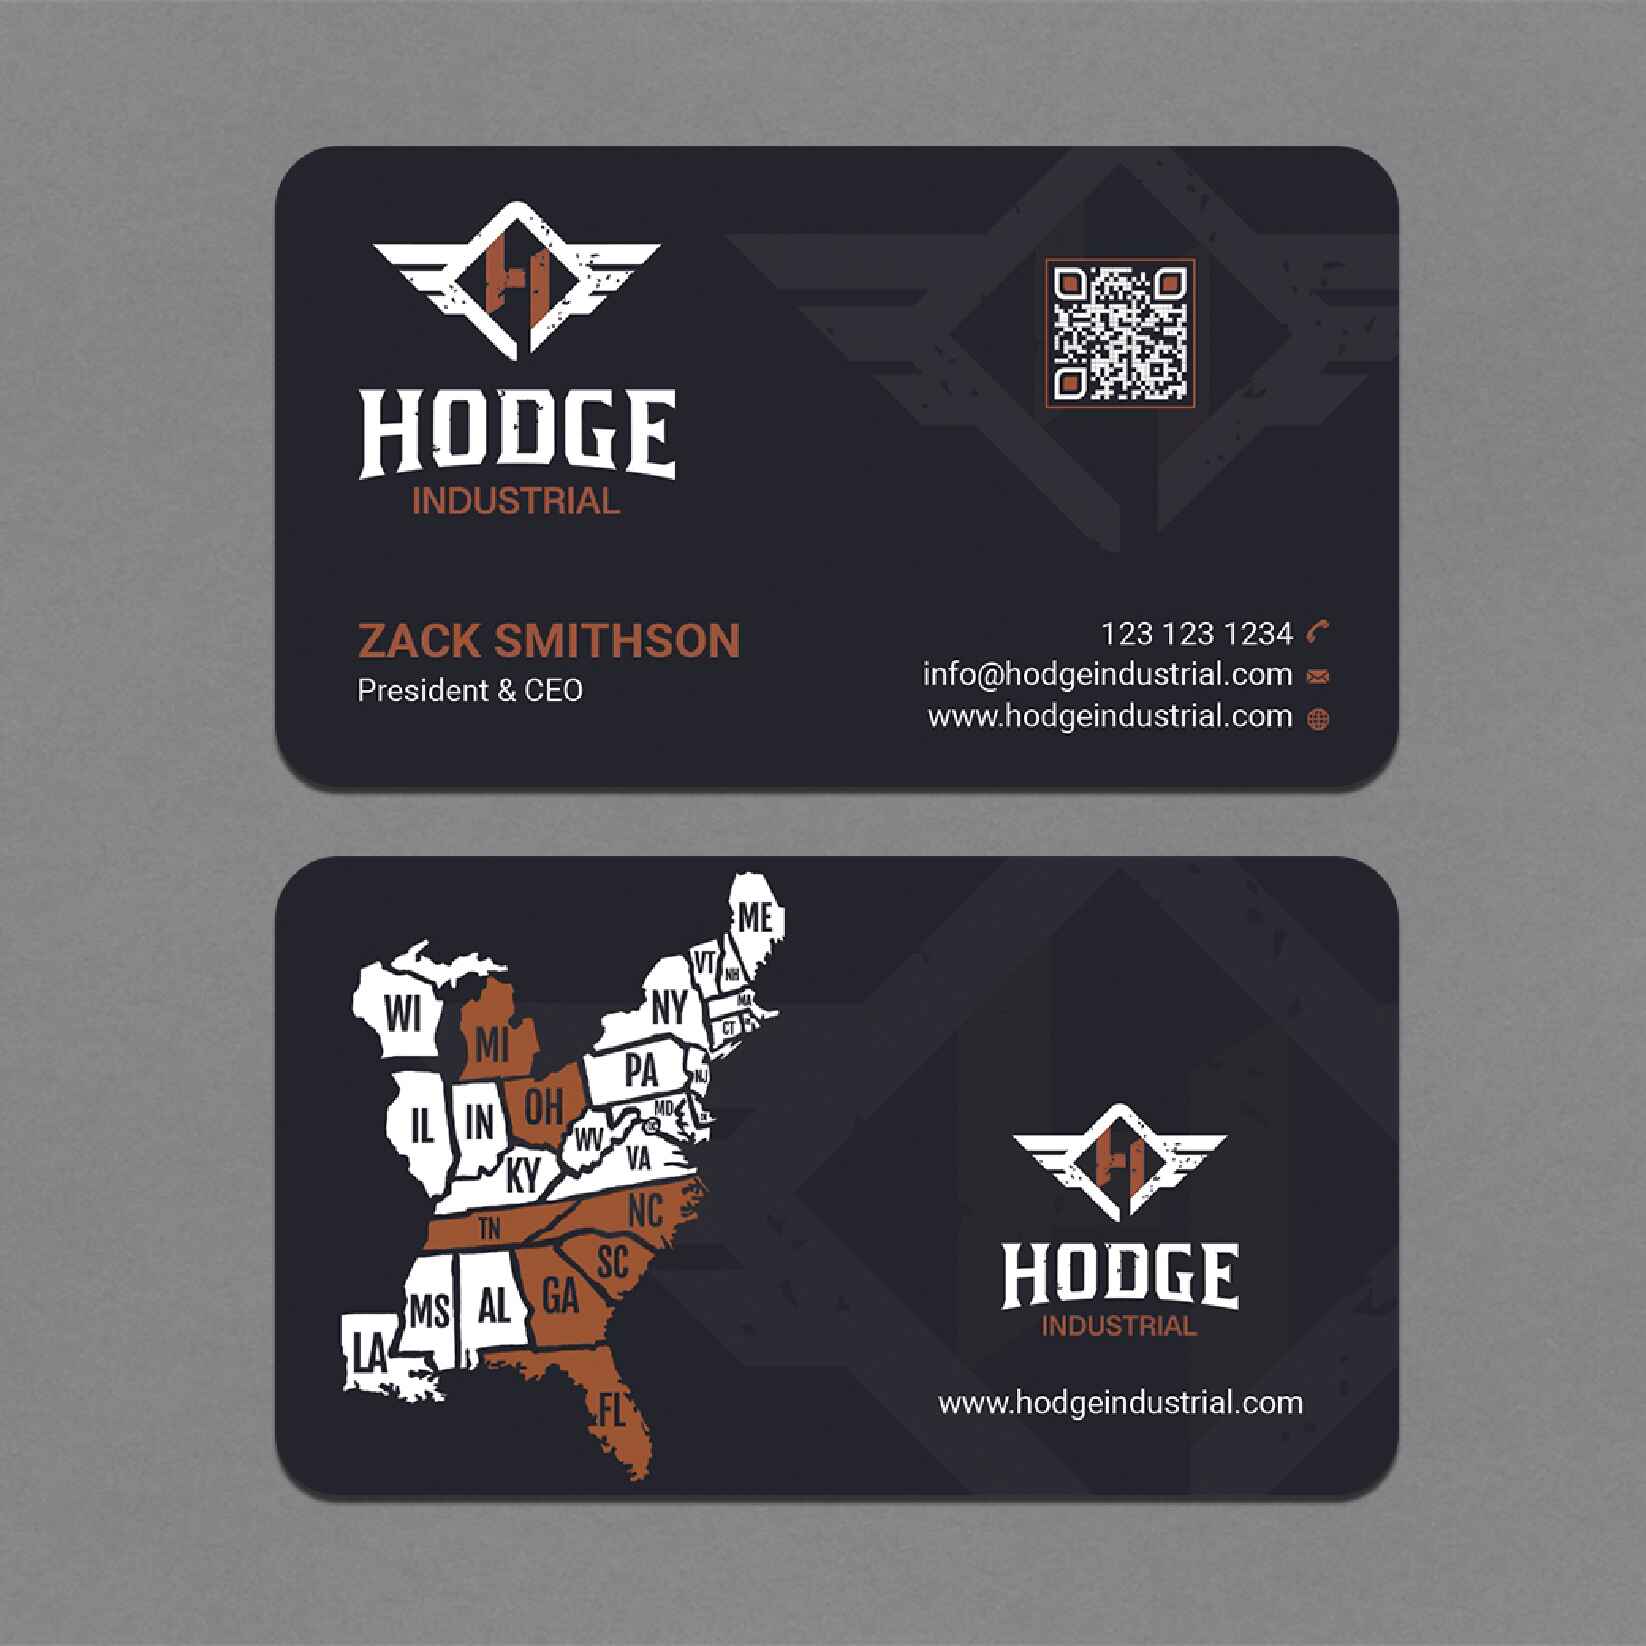 H
HODGE
INDUSTRIAL
ZACK SMITHSON
President & CEO
123 123 1234
info@hodgeindustrial.com
www.hodgeindustrial.com
ME
VT
NH
WI
NY
MA
MI
CT
PA
NJ
OH
MD
IL
IN
WV
VA
KY
NC
TN
SC
GA
MS
AL
LA
FL
H
HODGE
INDUSTRIAL
www.hodgeindustrial.com